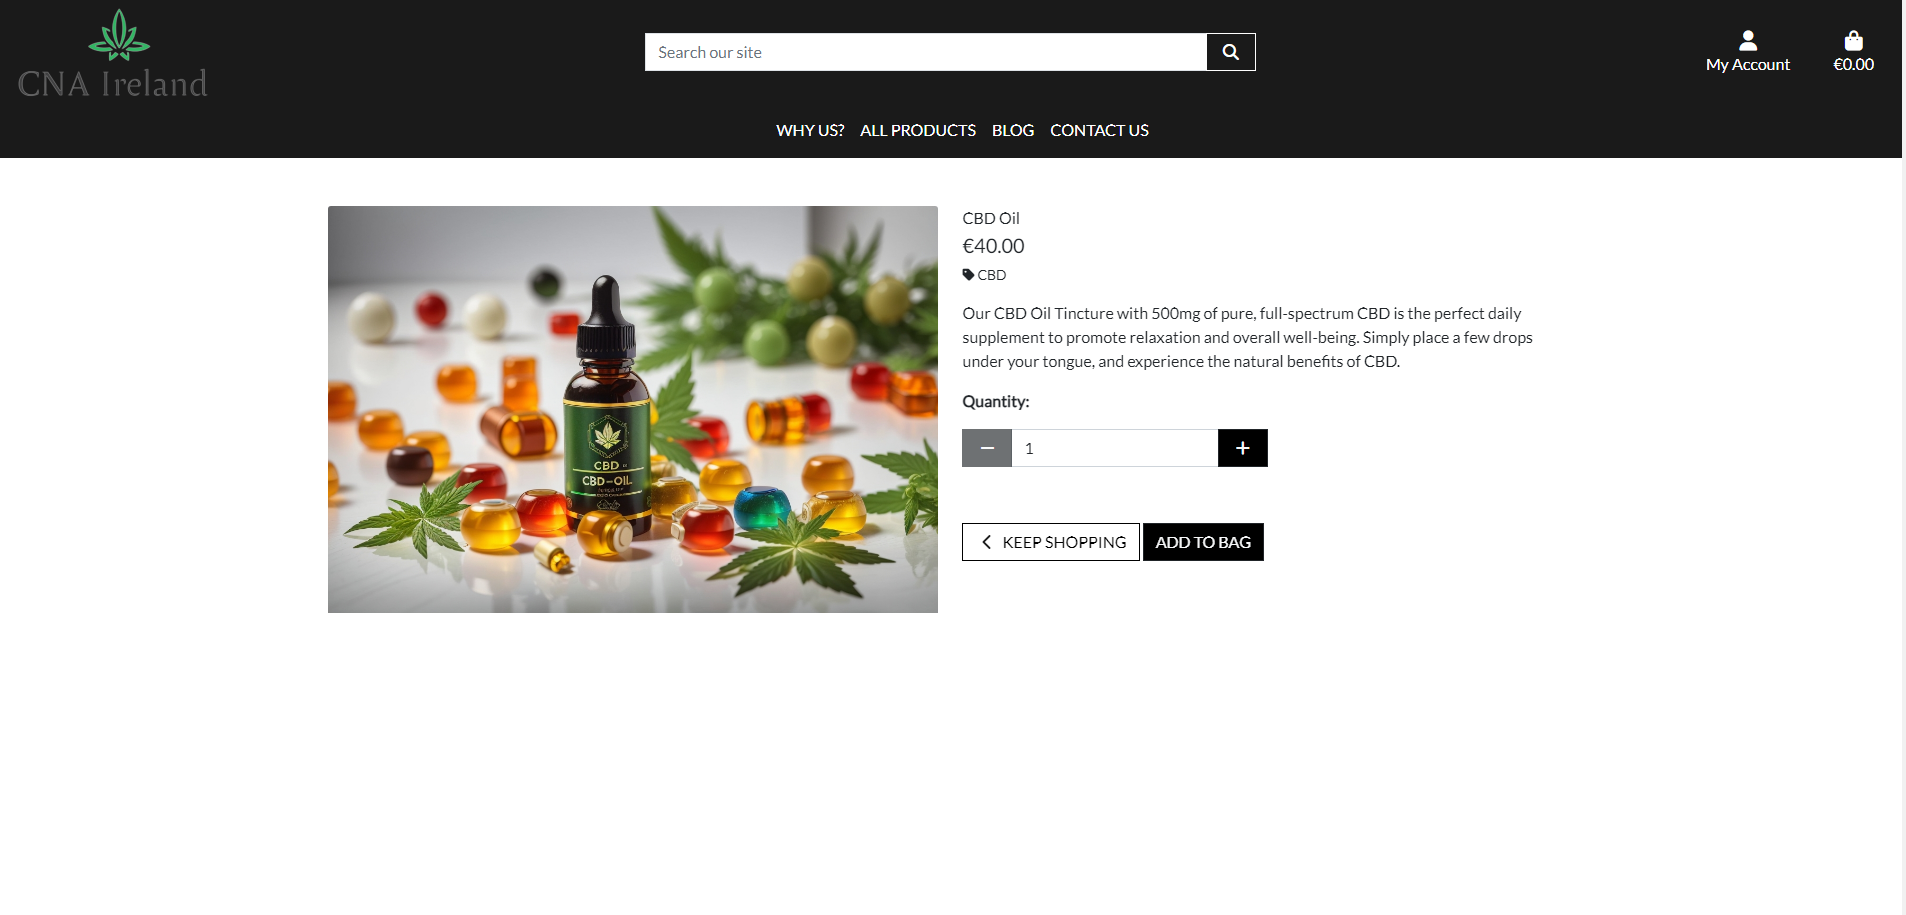 CNA Ireland
Search our site
My Account
€0.00
WHY US? ALL PRODUCTS BLOG CONTACT US
CBD
CBD-OIL
CBD Oil
€40.00
CBD
Our CBD Oil Tincture with 500mg of pure, full-spectrum CBD is the perfect daily
supplement to promote relaxation and overall well-being. Simply place a few drops
under your tongue, and experience the natural benefits of CBD.
Quantity:
1
KEEP SHOPPING
ADD TO BAG